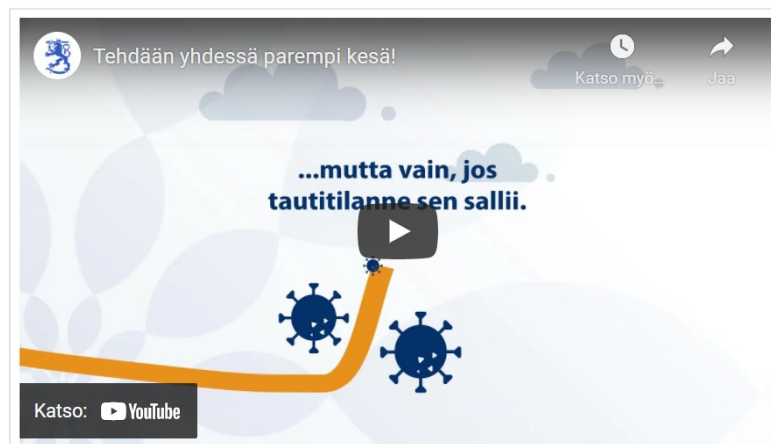 Tehdään yhdessä parempi kesä!
Katso myö...
Jaa
...mutta vain, jos
tautitilanne sen sallii.
Katso: YouTube